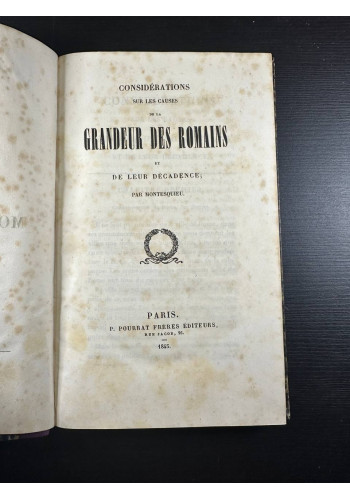 CONSIDÉRATIONS
SUR LES CAUSES
DE LA
GRANDEUR DES ROMAINS
ET
DE LEUR DÉCADENCE;
PAR MONTESQUIEU.
PARIS.
P. POURRAT FRÈRES ÉDITEURS,
RUE JACOB, 26.
MO